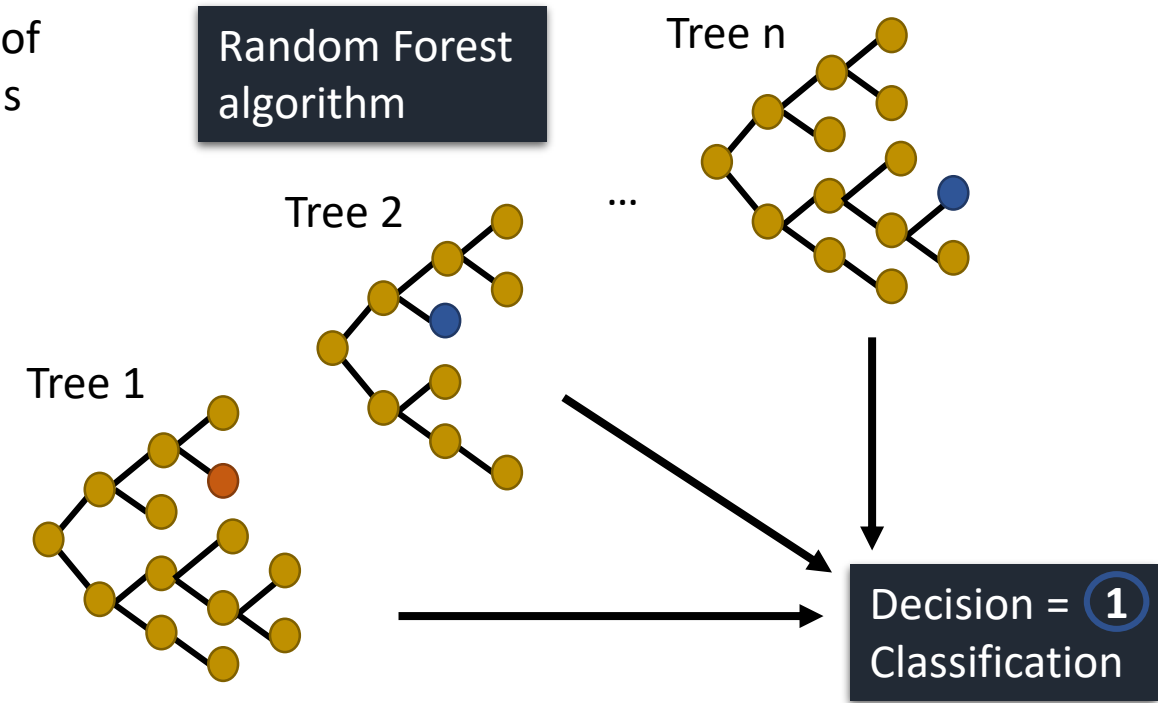 of
s
Random Forest
algorithm
Tree n
...
Tree 2
Tree 1
Decision = 1
Classification